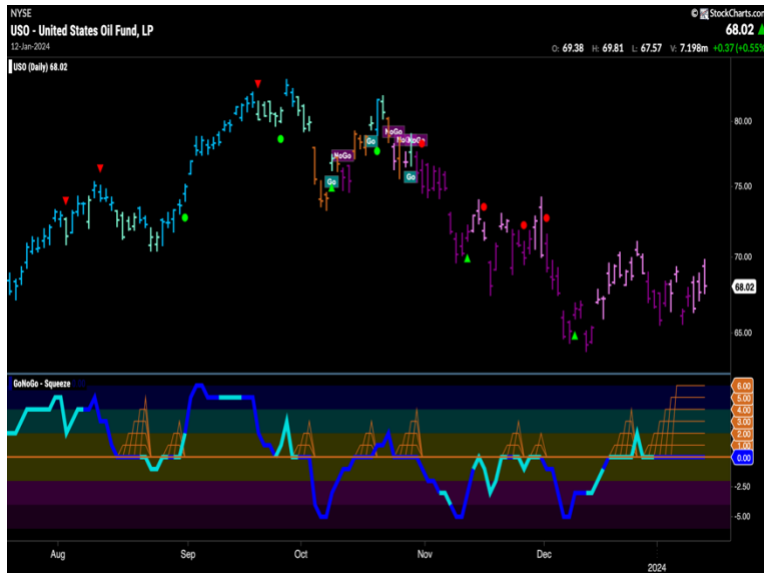 NYSE
© StockCharts.com
USO - United States Oil Fund, LP
68.02
12-Jan-2024
O: 69.38 H: 69.81 L: 67.57 V: 7.198m +0.37 (+0.55%
USO (Daily) 68.02
80.00
NoGo
Go
NoGo
NoGo
Go
NoGo
Go
75.00
70.00
68.02
65.00
GoNoGo - Squeeze
6.00
5.00
4.00
3.00
2.00
1.00
0.00
-2.50
-5.00
Aug
Sep
Oct
Nov
Dec
2024